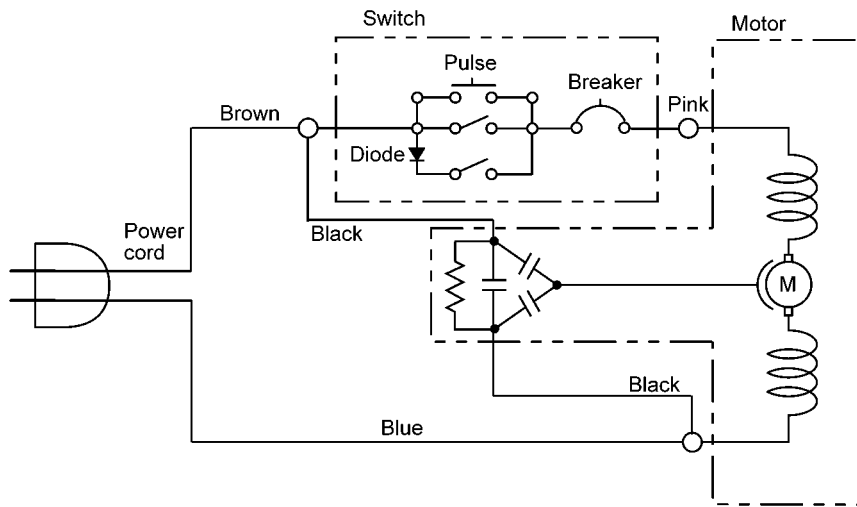 Switch
Motor
Pulse
Breaker
Pink
Brown
Diode
Power
cord
Black
M
Black
Blue